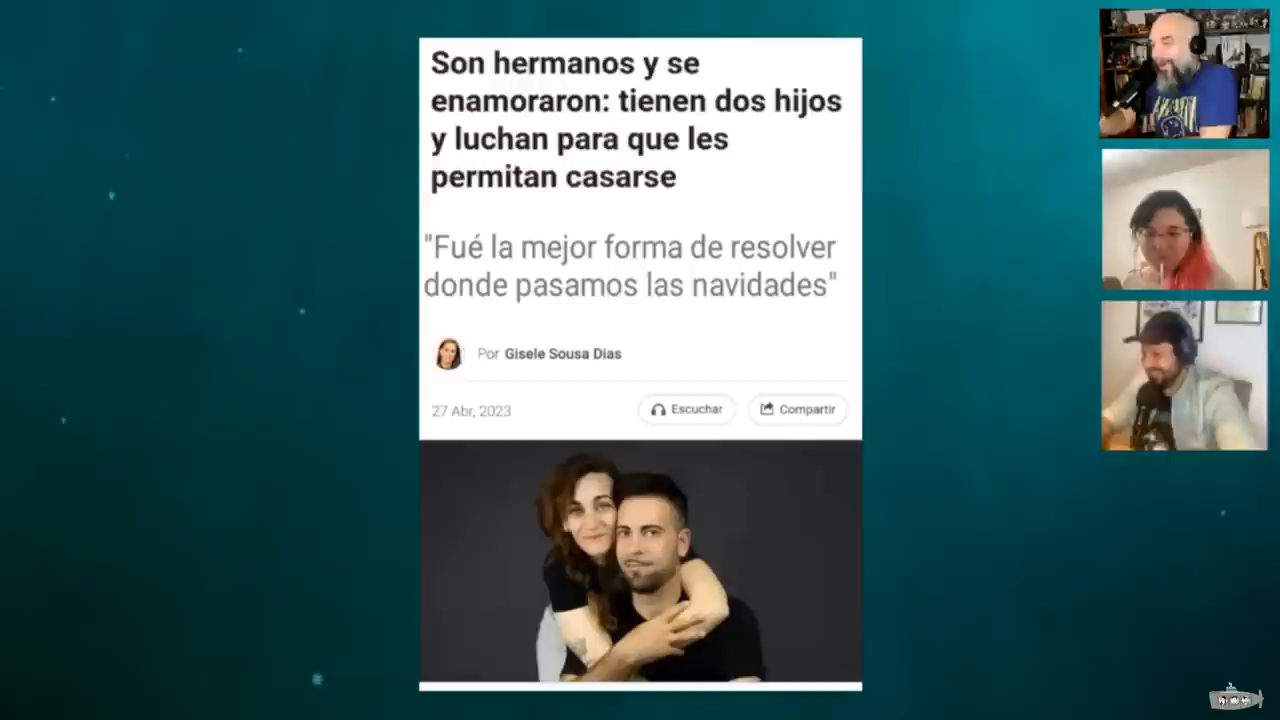 Son hermanos y se
enamoraron: tienen dos hijos
y luchan para que les
permitan casarse
"Fué la mejor forma de resolver
donde pasamos las navidades"
Por Gisele Sousa Dias
27 Abr, 2023
Escuchar
Compartir